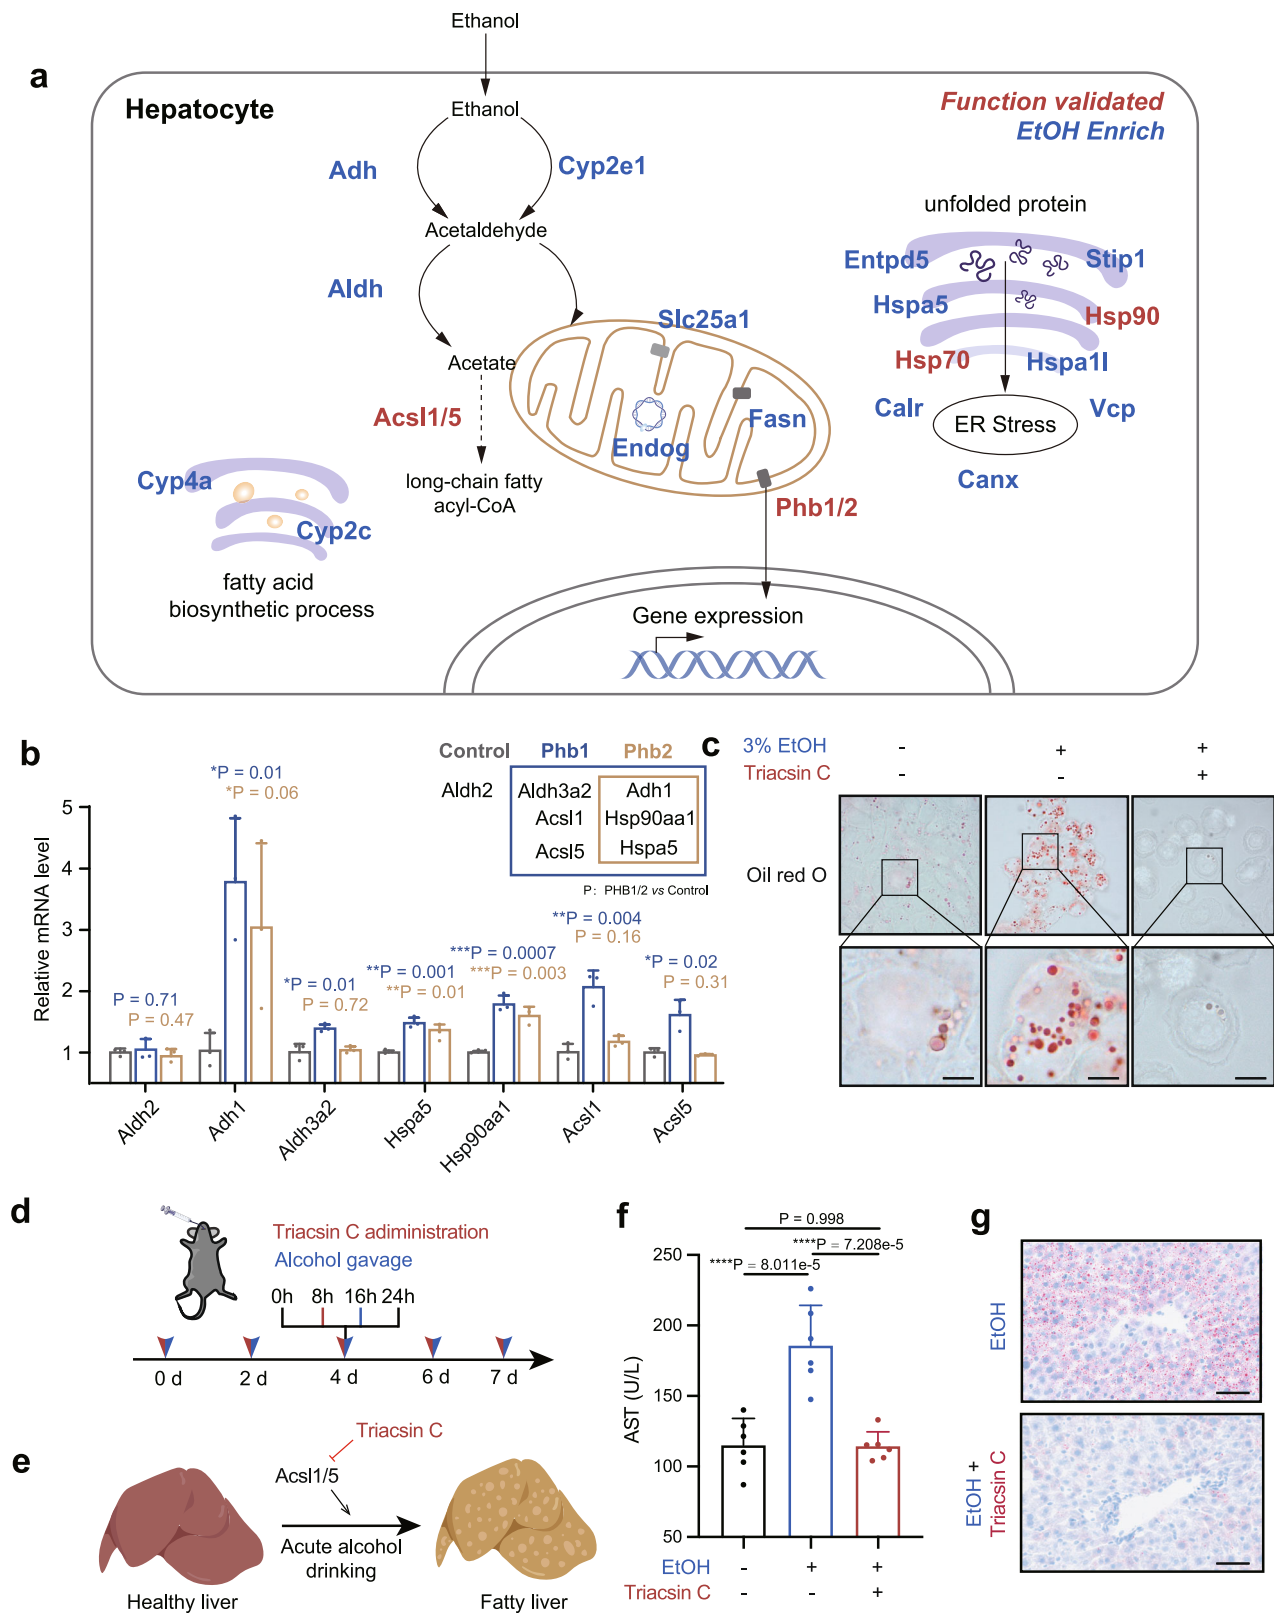 Ethanol
a
Hepatocyte
Function validated
EtOH Enrich
Ethanol
Adh
Cyp2e1
Acetaldehyde
Aldh
Acetate
Acsl1/5
long-chain fatty
acyl-CoA
Slc25a1
Fasn
Endog
Phb1/2
unfolded protein
Entpd5
Stip1
Hspa5
Hsp90
Hsp70
Hspa1l
Calr
Vcp
ER Stress
Canx
Cyp4a
Cyp2c
fatty acid
biosynthetic process
Gene expression
b
Control Phb1 Phb2
Aldh2 Aldh3a2 Adh1
Acsl1 Hsp90aa1
Acsl5 Hspa5
P: PHB1/2 vs Control
Relative mRNA level
5
4
3
2
1
P = 0.71
P = 0.47
*P = 0.01
*P = 0.06
*P = 0.01
P = 0.72
**P = 0.001
**P = 0.01
***P = 0.0007
***P = 0.003
**P = 0.004
P = 0.16
*P = 0.02
P = 0.31
Aldh2
Adh1
Aldh3a2
Hspa5
Hsp90aa1
Acsl1
Acsl5
c
3% EtOH - + +
Triacsin C - - +
Oil red O
d
Triacsin C adiministration
Alcohol gavage
0h 8h 16h 24h
0 d 2 d 4 d 6 d 7 d
e
Triacsin C
Acsl1/5
Acute alcohol
drinking
Healthy liver
Fatty liver
f
P = 0.998
****P = 7.208e-5
****P = 8.011e-5
AST (U/L)
250
200
150
100
50
EtOH - + +
Triacsin C - - +
g
EtOH
EtOH +
Triacsin C